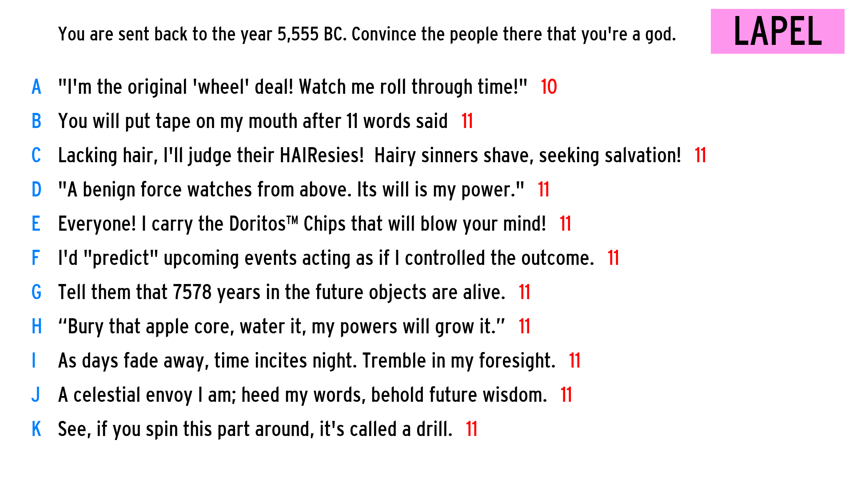 You are sent back to the year 5,555 BC. Convince the people there that you're a god.
LAPEL
A "I'm the original 'wheel' deal! Watch me roll through time!" 10
B You will put tape on my mouth after 11 words said 11
C Lacking hair, I'll judge their HAIResies! Hairy sinners shave, seeking salvation! 11
D "A benign force watches from above. Its will is my power." 11
E Everyone! I carry the Doritos™ Chips that will blow your mind! 11
F I'd "predict" upcoming events acting as if I controlled the outcome. 11
G Tell them that 7578 years in the future objects are alive. 11
H “Bury that apple core, water it, my powers will grow it.” 11
I As days fade away, time incites night. Tremble in my foresight. 11
J A celestial envoy I am; heed my words, behold future wisdom. 11
K See, if you spin this part around, it's called a drill. 11